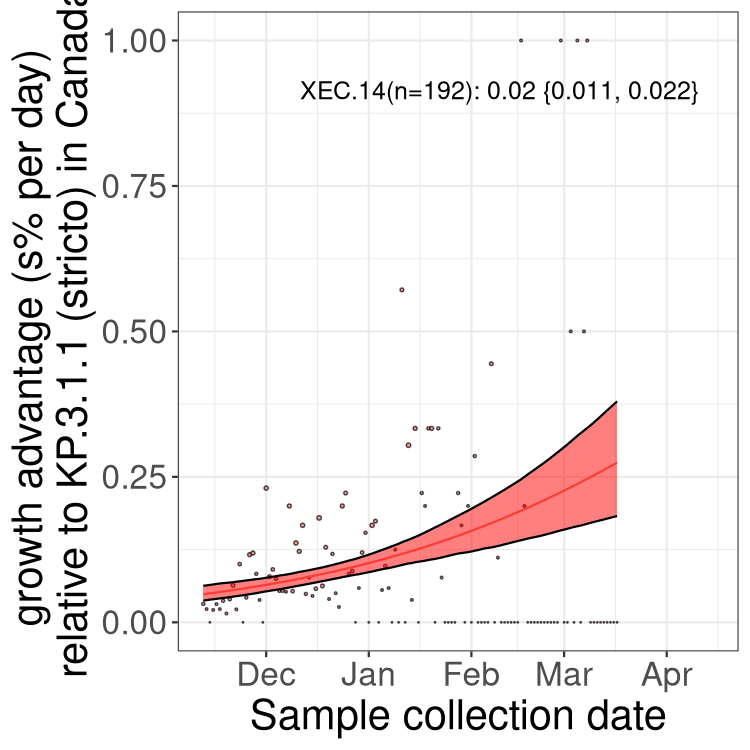 growth advantage (s% per day)
relative to KP.3.1.1 (stricto) in Canada
1.00
0.75
0.50
0.25
0.00
XEC.14(n=192): 0.02 {0.011, 0.022}
Dec Jan Feb Mar Apr
Sample collection date